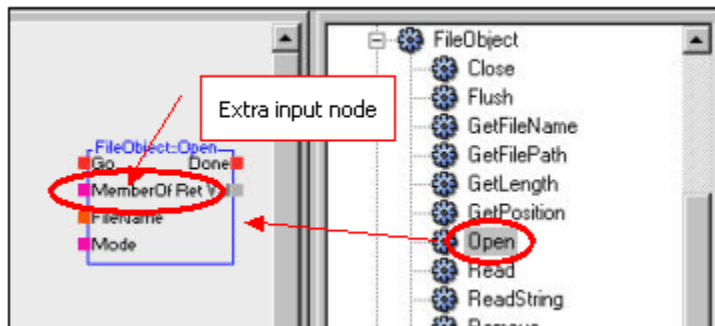 Extra input node
FileObject::Open
Go Done
MemberOf Ret
FileName
Mode
FileObject
Close
Flush
GetFileName
GetFilePath
GetLength
GetPosition
Open
Read
ReadString
Remove